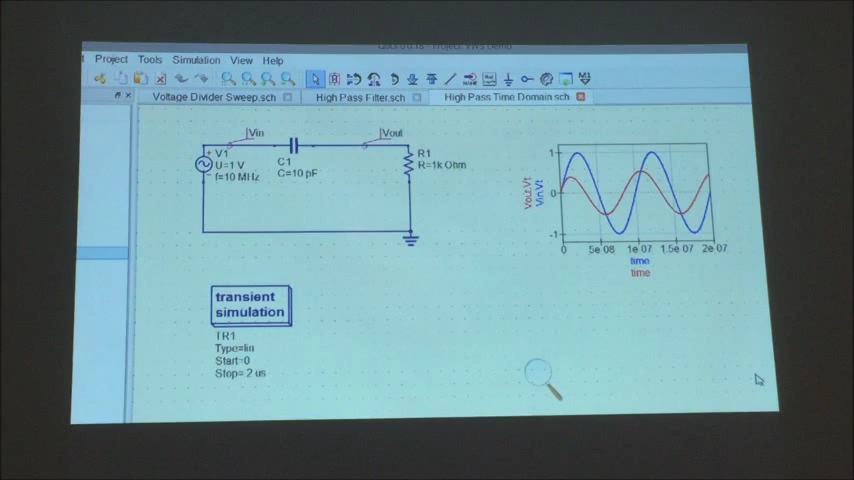 Project Tools Simulation View Help
Voltage Divider Sweep.sch
High Pass Filter.sch
High Pass Time Domain.sch
Vin
Vout
V1
U=1 V
f=10 MHz
C1
C=10 pF
R1
R=1k Ohm
Vout.Vt
Vin.Vt
1
0
-1
0 5e 08 1e 07 1.5e 07 2e 07
time
time
transient
simulation
TR1
Type=lin
Start=0
Stop= 2 us